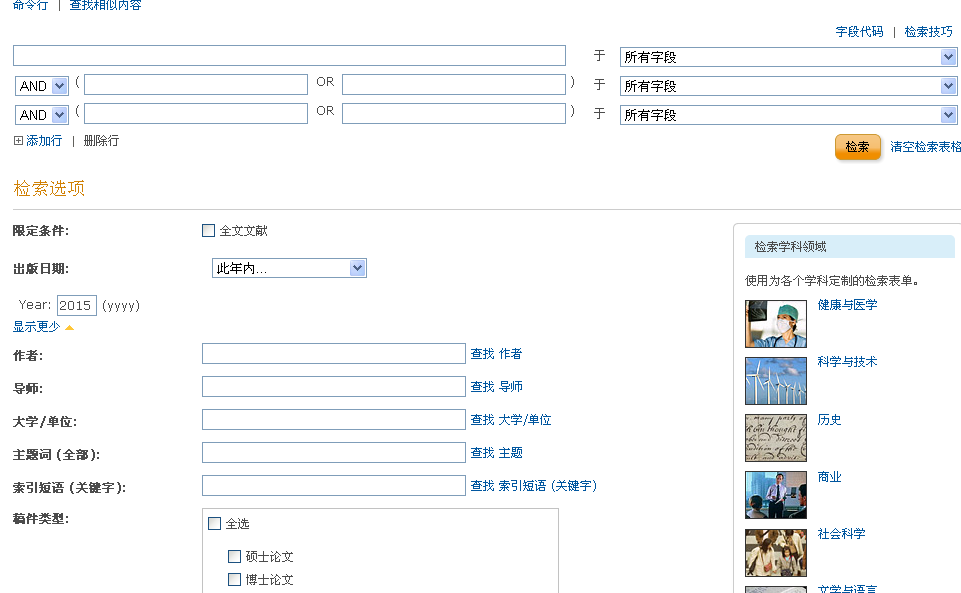 命令行 | 查找相似内容
字段代码 | 检索技巧
于 所有字段
AND ( OR ) 于 所有字段
AND ( OR ) 于 所有字段
添加行 | 删除行
检索 清空检索表格
检索选项
限定条件: 全文文献
出版日期: 此年内...
Year: 2015 (yyyy)
显示更少
作者: 查找 作者
导师: 查找 导师
大学/单位: 查找 大学/单位
主题词 (全部): 查找 主题
索引短语 (关键字): 查找 索引短语 (关键字)
稿件类型: 全选
硕士论文
博士论文
检索学科领域
使用为各个学科定制的检索表单。
健康与医学
科学与技术
历史
商业
社会科学
文学与语言